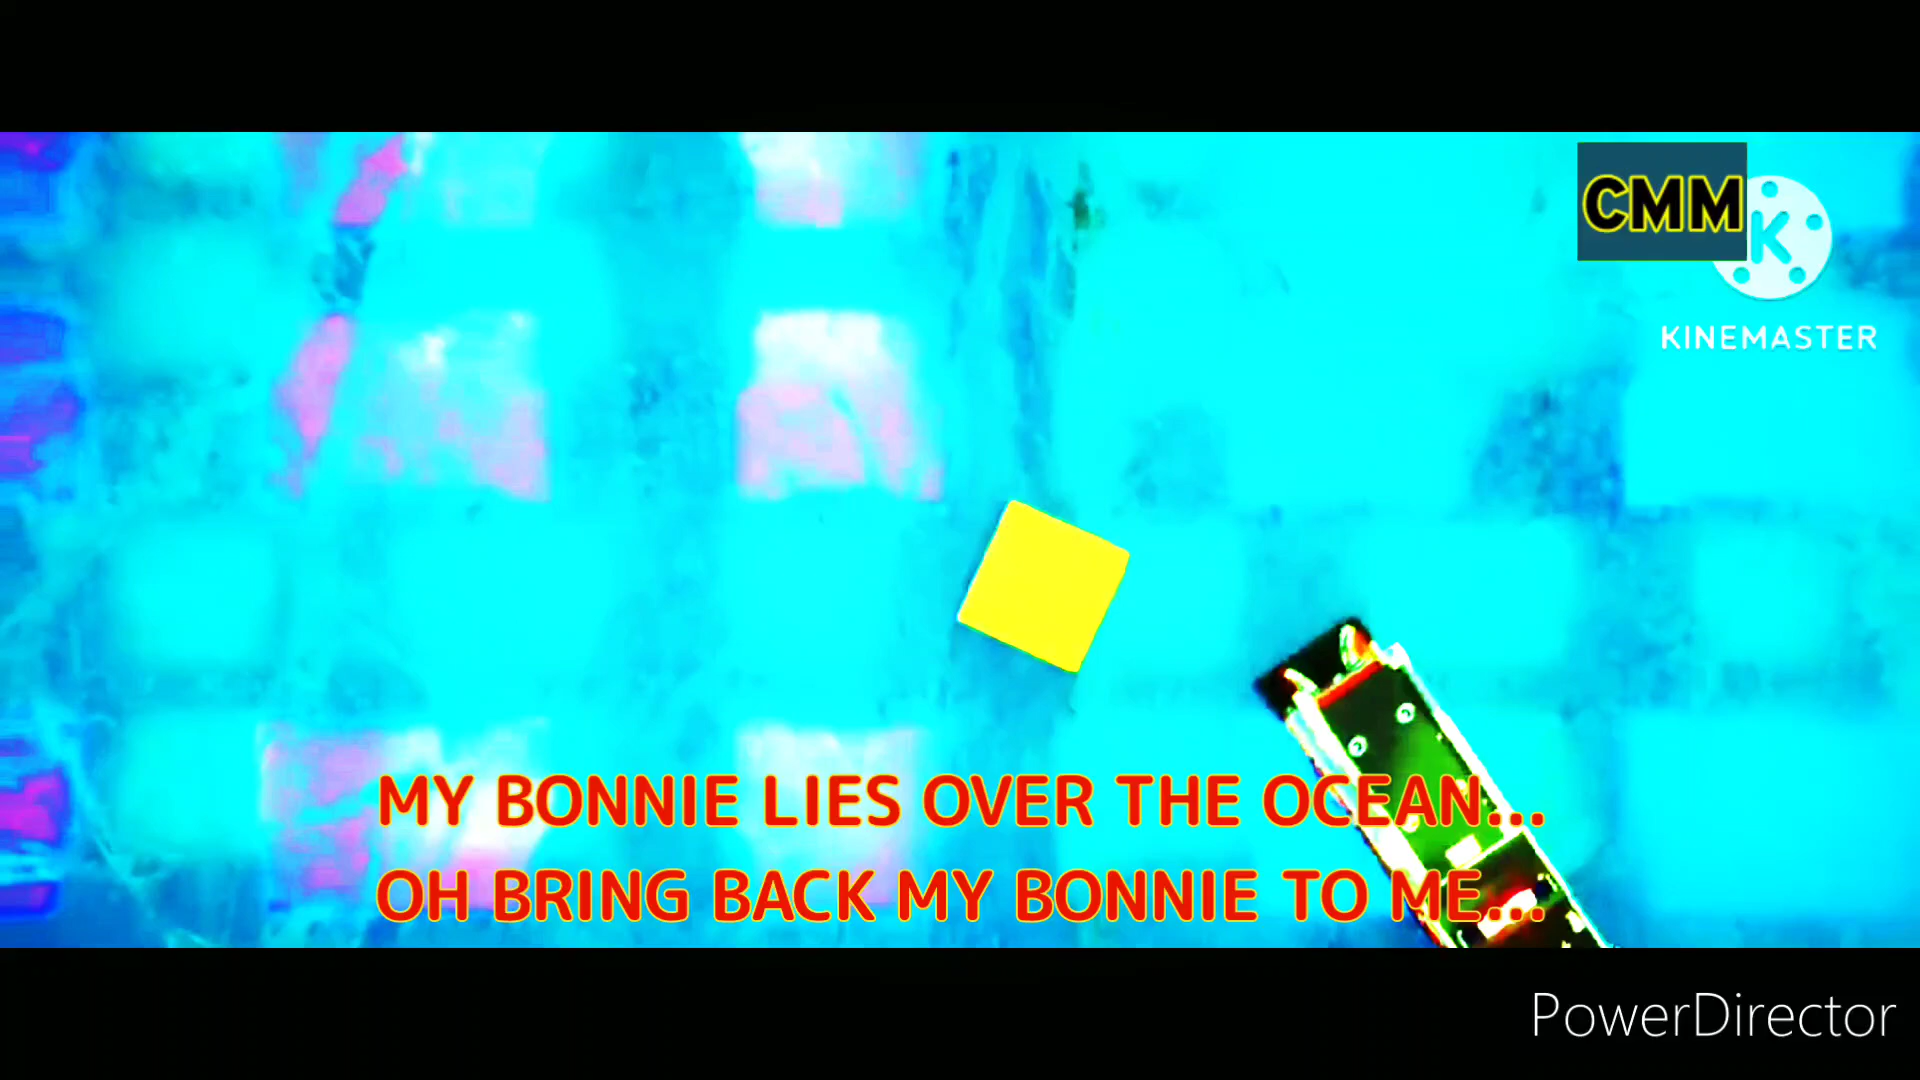 CMM
K
KINEMASTER
MY BONNIE LIES OVER THE OCEAN...
OH BRING BACK MY BONNIE TO ME...
PowerDirector